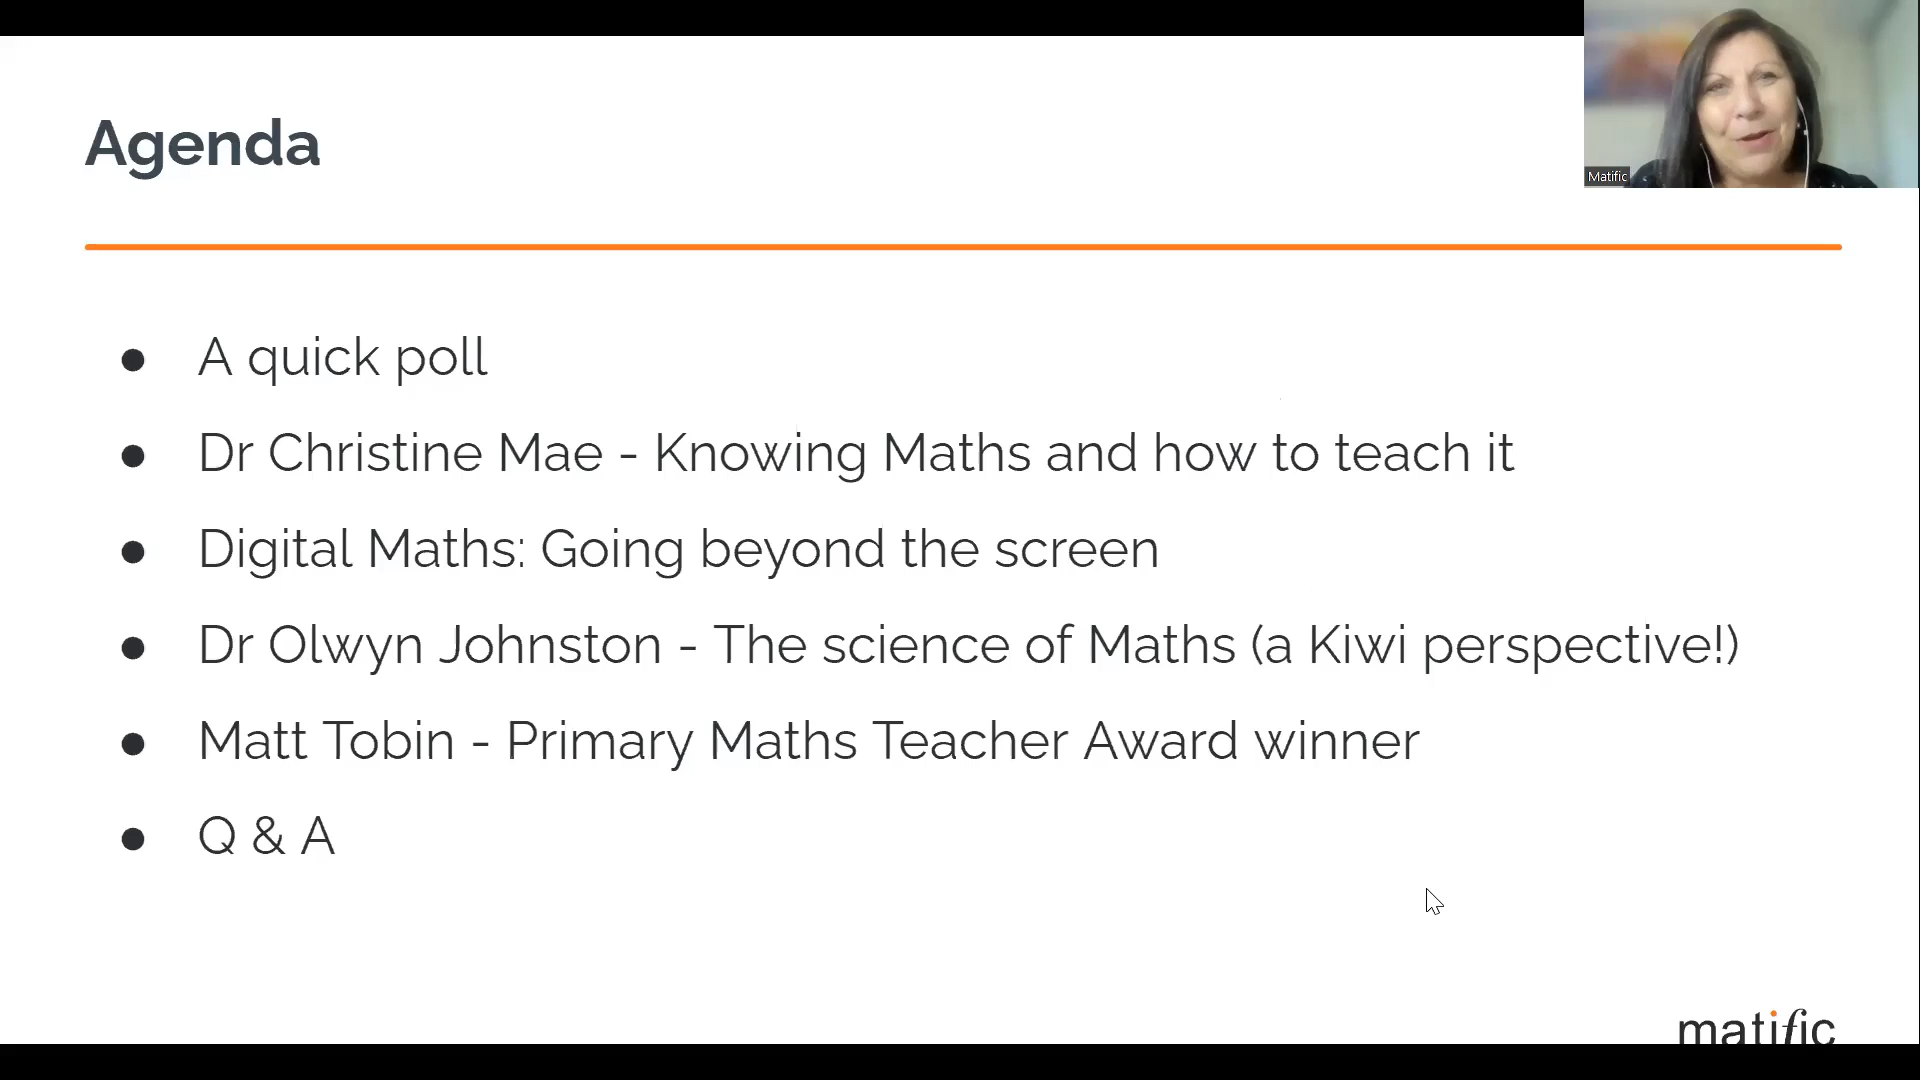 Agenda
Matific
● A quick poll
● Dr Christine Mae - Knowing Maths and how to teach it
● Digital Maths: Going beyond the screen
● Dr Olwyn Johnston - The science of Maths (a Kiwi perspective!)
● Matt Tobin - Primary Maths Teacher Award winner
● Q & A
matific